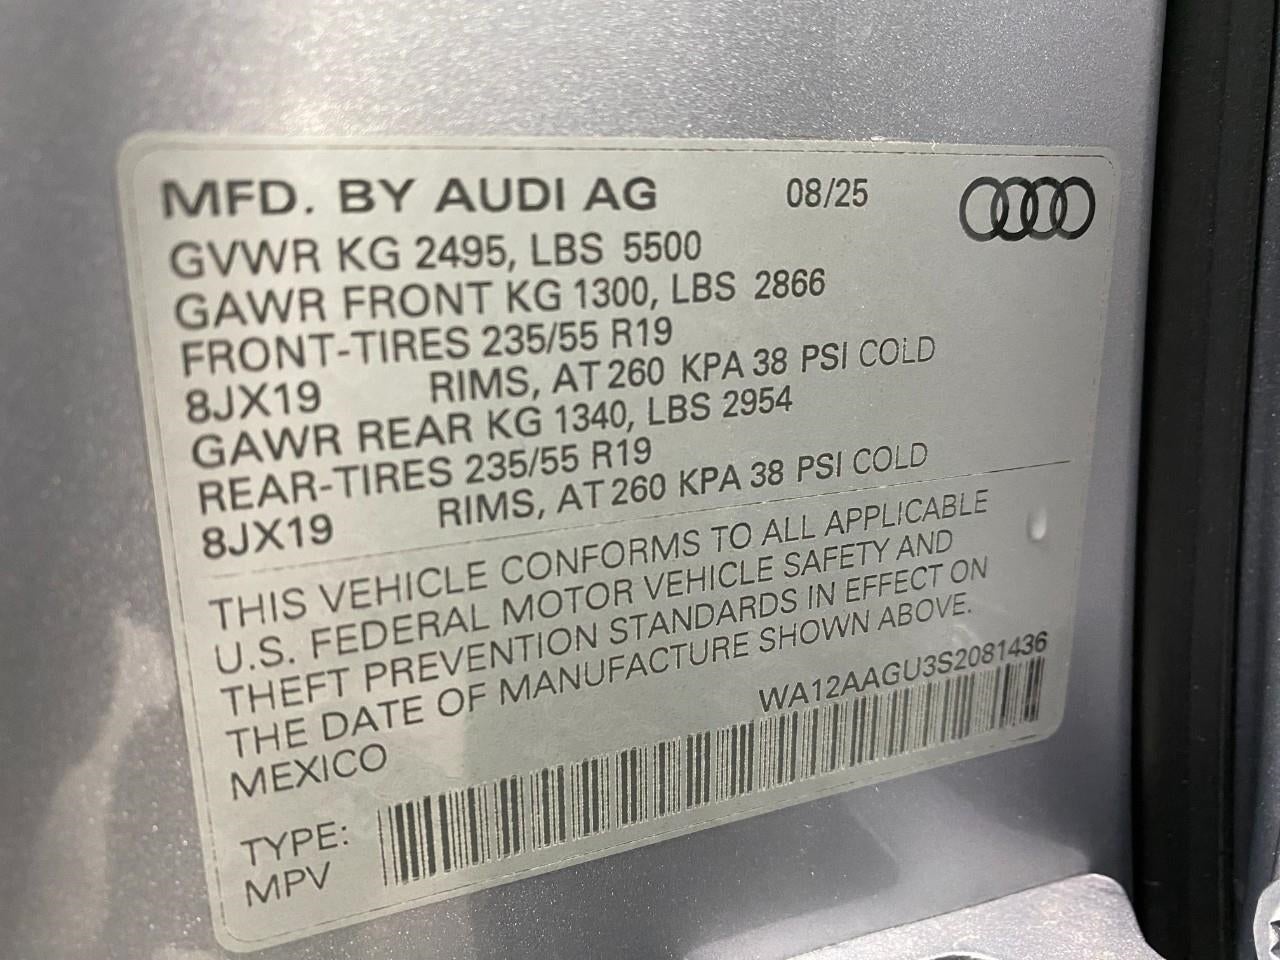 MFD. BY AUDI AG 08/25
GVWR KG 2495, LBS 5500
GAWR FRONT KG 1300, LBS 2866
FRONT-TIRES 235/55 R19
8JX19 RIMS, AT 260 KPA 38 PSI COLD
GAWR REAR KG 1340, LBS 2954
REAR-TIRES 235/55 R19
8JX19 RIMS, AT 260 KPA 38 PSI COLD
THIS VEHICLE CONFORMS TO ALL APPLICABLE
U.S. FEDERAL MOTOR VEHICLE SAFETY AND
THEFT PREVENTION STANDARDS IN EFFECT ON
THE DATE OF MANUFACTURE SHOWN ABOVE.
MEXICO WA12AAGU3S2081436
TYPE:
MPV